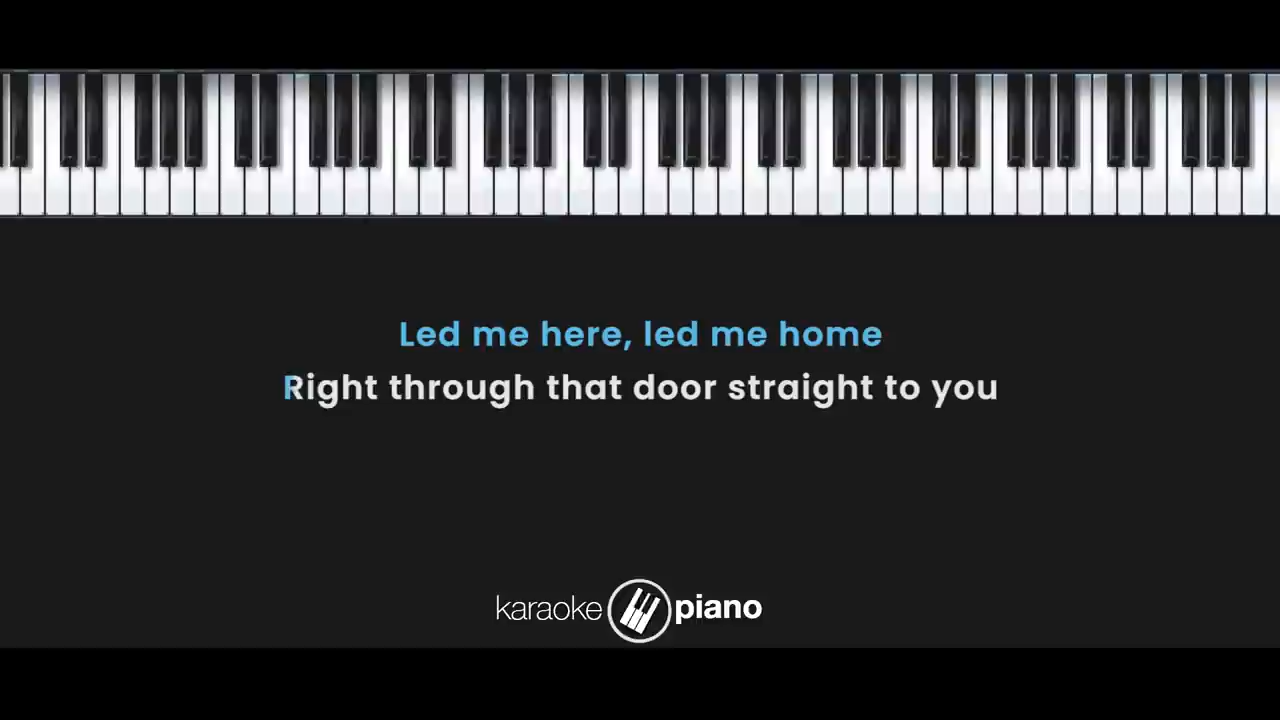 Led me here, led me home
Right through that door straight to you
karaoke piano